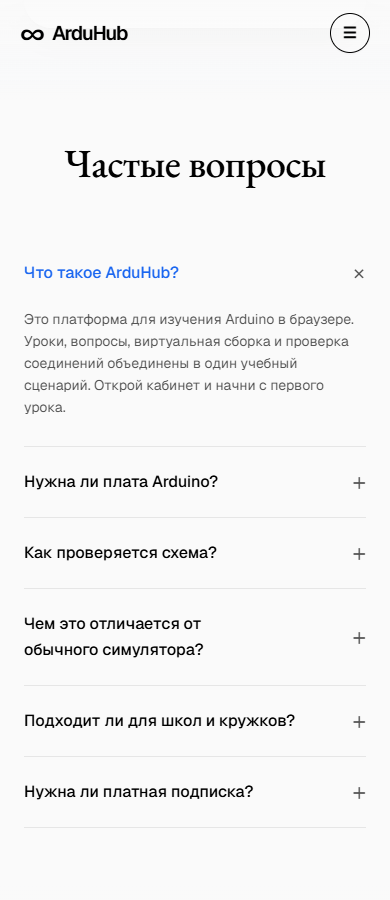 ArduHub
Частые вопросы
Что такое ArduHub?
Это платформа для изучения Arduino в браузере.
Уроки, вопросы, виртуальная сборка и проверка
соединений объединены в один учебный
сценарий. Открой кабинет и начни с первого
урока.
Нужна ли плата Arduino?
Как проверяется схема?
Чем это отличается от
обычного симулятора?
Подходит ли для школ и кружков?
Нужна ли платная подписка?